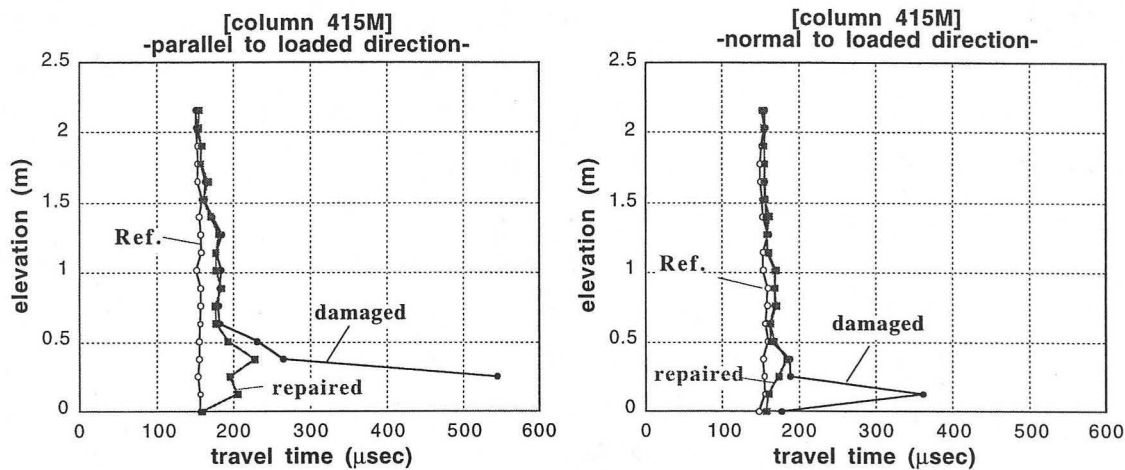 [column 415M]
-parallel to loaded direction-
2.5
2
1.5
1
0.5
0
elevation (m)
Ref.
damaged
repaired
0 100 200 300 400 500 600
travel time (μsec)
[column 415M]
-normal to loaded direction-
2.5
2
1.5
1
0.5
0
elevation (m)
Ref.
damaged
repaired
0 100 200 300 400 500 600
travel time (μsec)